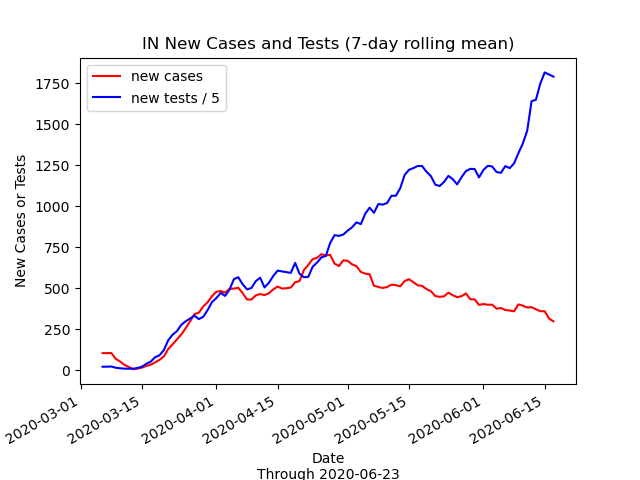 IN New Cases and Tests (7-day rolling mean)
new cases
new tests / 5
New Cases or Tests
1750
1500
1250
1000
750
500
250
0
2020-03-01
2020-03-15
2020-04-01
2020-04-15
2020-05-01
2020-05-15
2020-06-01
2020-06-15
Date
Through 2020-06-23